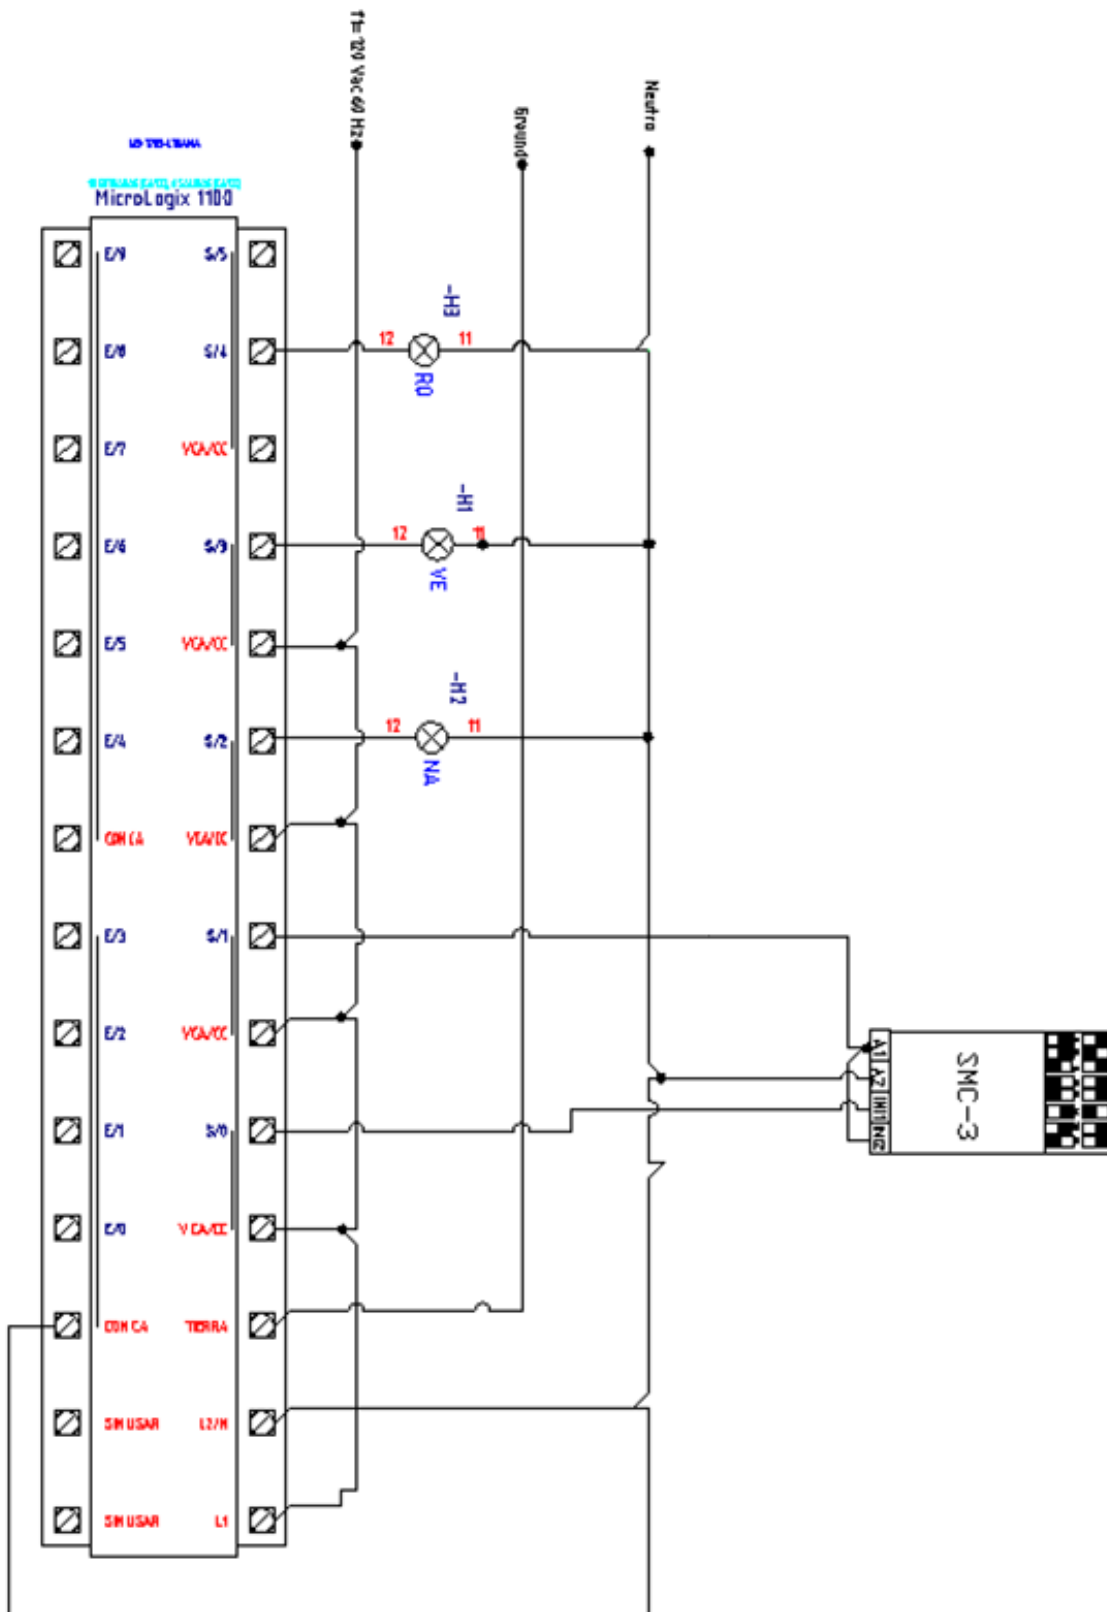 f1= 120 Vac 60 Hz
Ground
Neutro
MicroLogix 1100
E/9 S/5
E/8 S/4
E/7 VCA/CC
E/6 S/3
E/5 VCA/CC
E/4 S/2
COM CA VCA/CC
E/3 S/1
E/2 VCA/CC
E/1 S/0
E/0 VCA/CC
COM CA TIERRA
SIN USAR L2/N
SIN USAR L1
-H3
12 11
RO
-H1
12 11
VE
-H2
12 11
NA
A1 A2 IN1 IN2
SMC-3